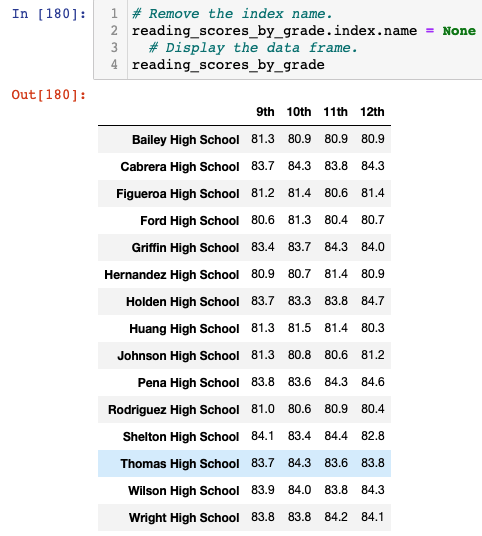 In [180]:
1 # Remove the index name.
2 reading_scores_by_grade.index.name = None
3 # Display the data frame.
4 reading_scores_by_grade
Out[180]:
9th 10th 11th 12th
Bailey High School 81.3 80.9 80.9 80.9
Cabrera High School 83.7 84.3 83.8 84.3
Figueroa High School 81.2 81.4 80.6 81.4
Ford High School 80.6 81.3 80.4 80.7
Griffin High School 83.4 83.7 84.3 84.0
Hernandez High School 80.9 80.7 81.4 80.9
Holden High School 83.7 83.3 83.8 84.7
Huang High School 81.3 81.5 81.4 80.3
Johnson High School 81.3 80.8 80.6 81.2
Pena High School 83.8 83.6 84.3 84.6
Rodriguez High School 81.0 80.6 80.9 80.4
Shelton High School 84.1 83.4 84.4 82.8
Thomas High School 83.7 84.3 83.6 83.8
Wilson High School 83.9 84.0 83.8 84.3
Wright High School 83.8 83.8 84.2 84.1